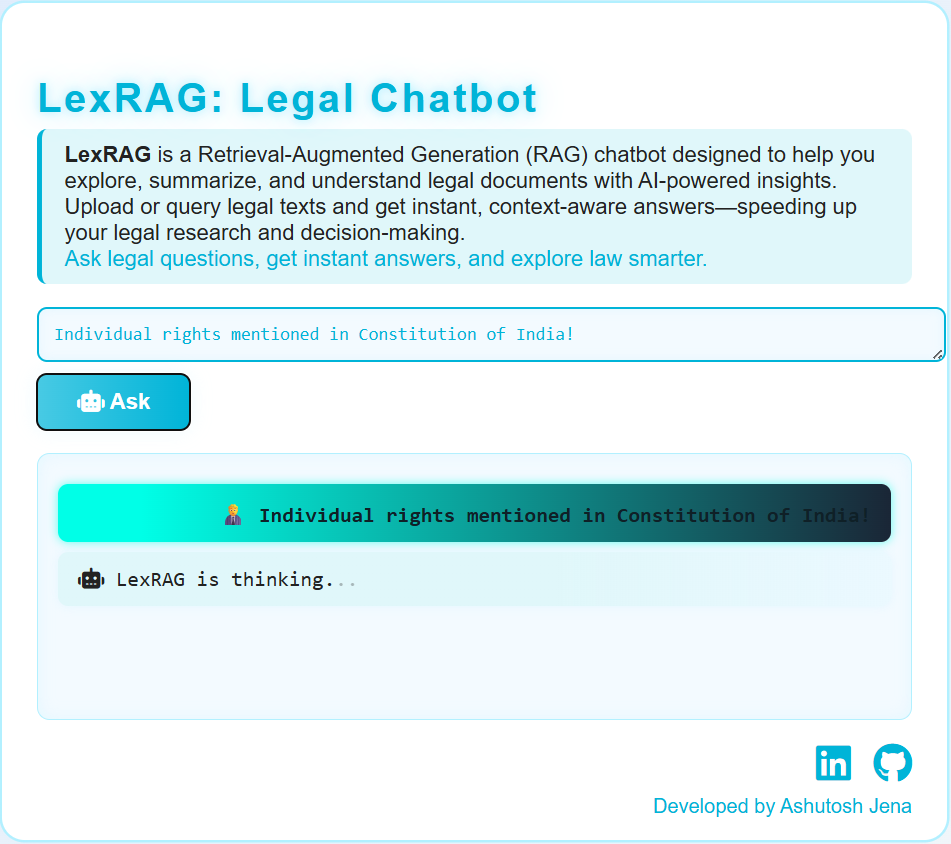 LexRAG: Legal Chatbot
LexRAG is a Retrieval-Augmented Generation (RAG) chatbot designed to help you
explore, summarize, and understand legal documents with AI-powered insights.
Upload or query legal texts and get instant, context-aware answers—speeding up
your legal research and decision-making.
Ask legal questions, get instant answers, and explore law smarter.
Individual rights mentioned in Constitution of India!
Ask
Individual rights mentioned in Constitution of India!
LexRAG is thinking...
in
Developed by Ashutosh Jena